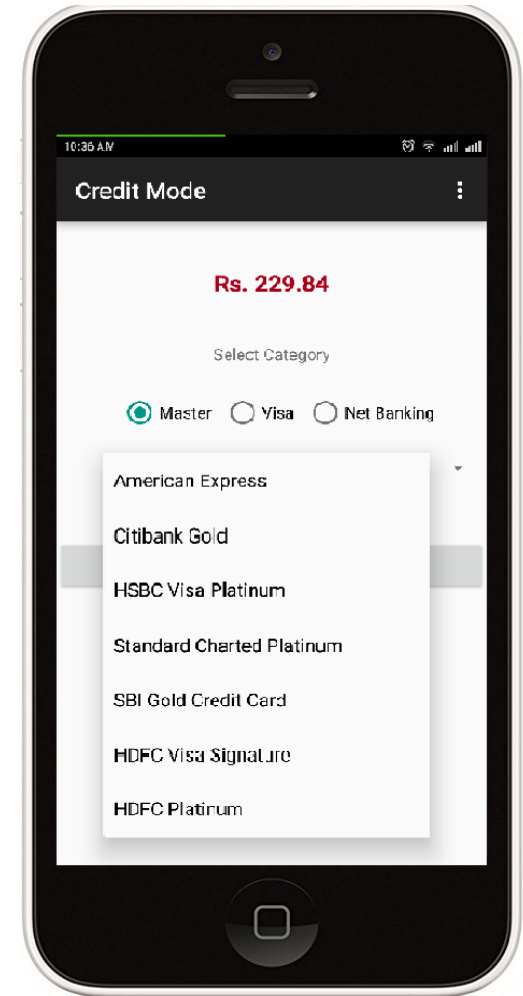 10:36 AM
Credit Mode
Rs. 229.84
Select Category
Master Visa Net Banking
American Express
Citibank Gold
HSBC Visa Platinum
Standard Charted Platinum
SBI Gold Credit Card
HDFC Visa Signature
HDFC Platinum